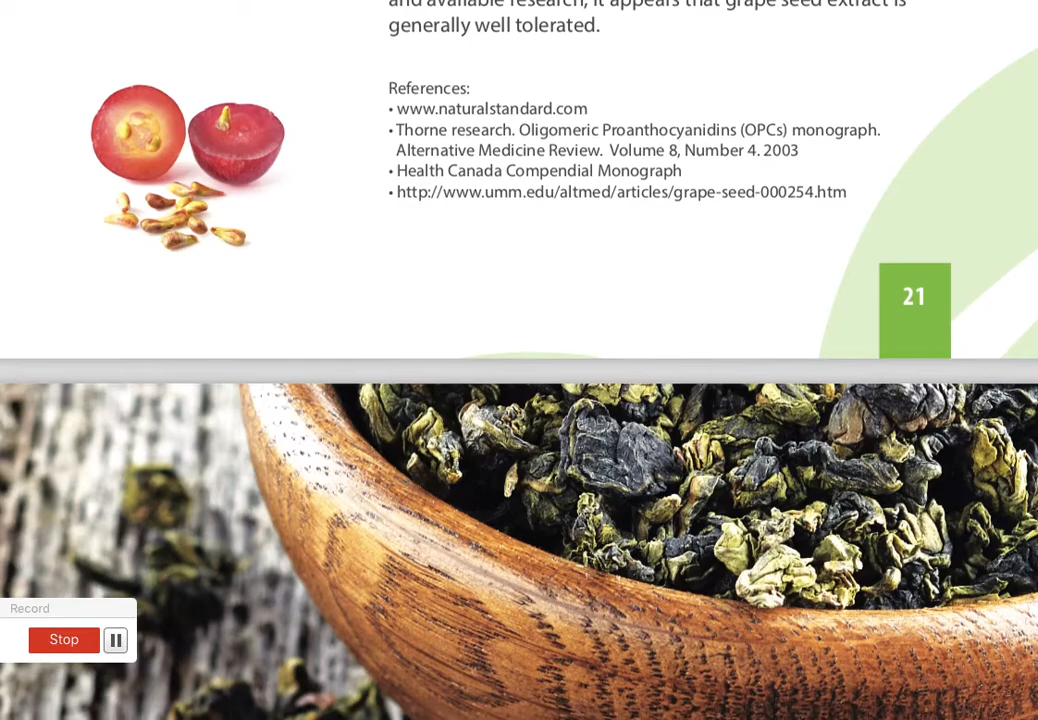 and available research, it appears that grape seed extract is
generally well tolerated.
References:
• www.naturalstandard.com
• Thorne research. Oligomeric Proanthocyanidins (OPCs) monograph.
Alternative Medicine Review. Volume 8, Number 4. 2003
• Health Canada Compendial Monograph
• http://www.umm.edu/altmed/articles/grape-seed-000254.htm
21
Record
Stop